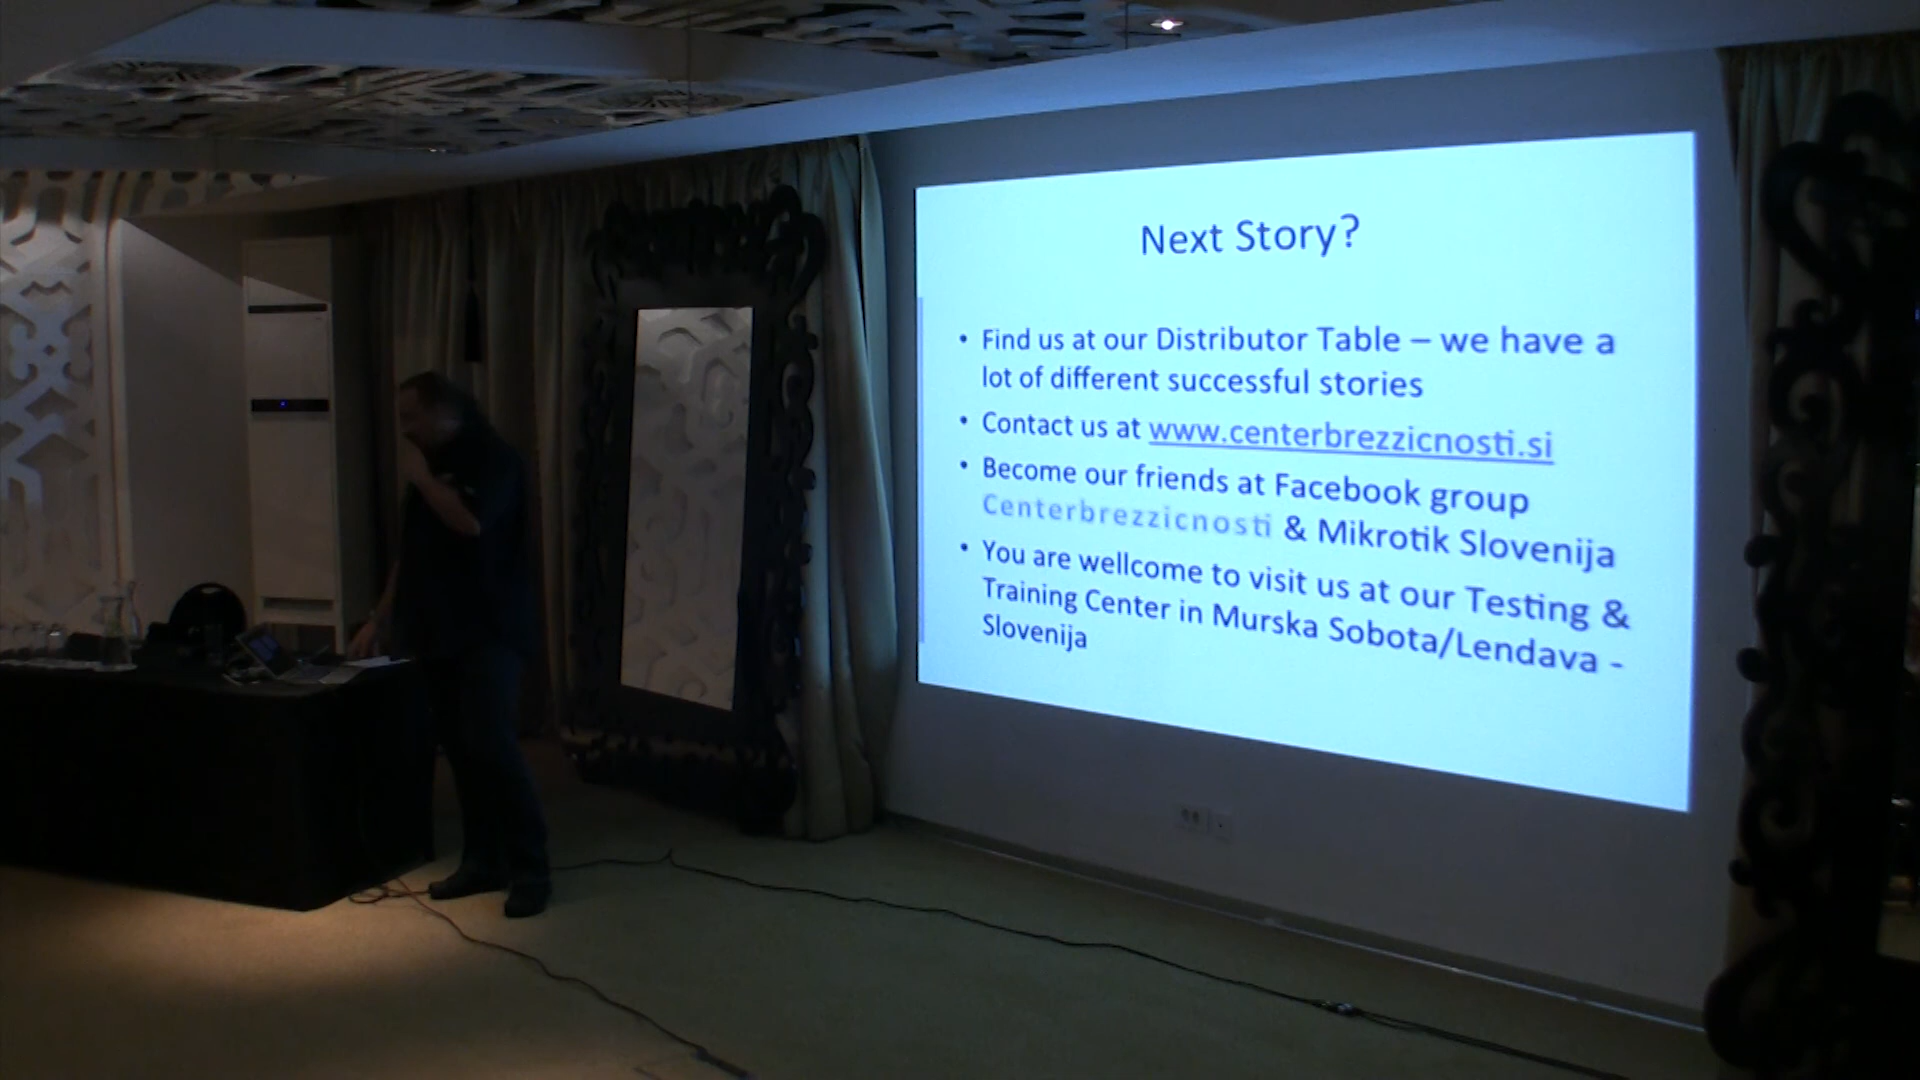 Next Story?
• Find us at our Distributor Table – we have a
lot of different successful stories
• Contact us at www.centerbrezzicnosti.si
• Become our friends at Facebook group
Centerbrezzicnosti & Mikrotik Slovenija
• You are wellcome to visit us at our Testing &
Training Center in Murska Sobota/Lendava -
Slovenija